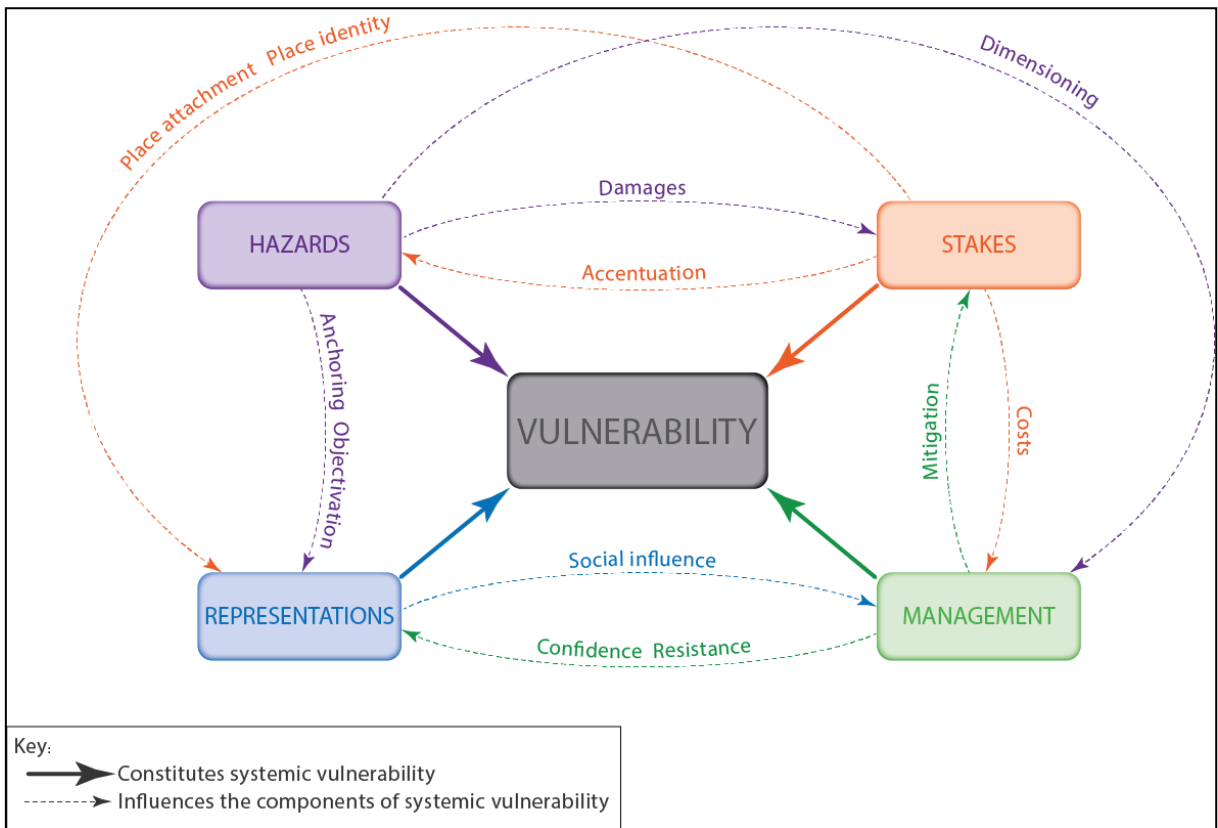 Place attachment Place identity
Dimensioning
Damages
HAZARDS
STAKES
Accentuation
Anchoring Objectivation
VULNERABILITY
Mitigation
Costs
Social influence
REPRESENTATIONS
MANAGEMENT
Confidence Resistance
Key:
Constitutes systemic vulnerability
Influences the components of systemic vulnerability